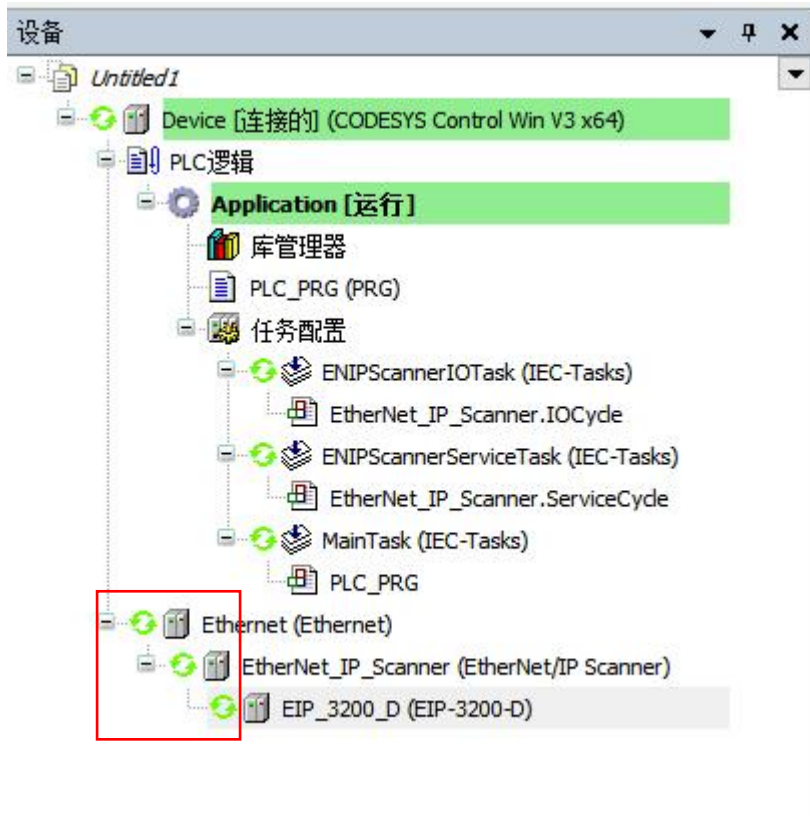 设备
Untitled1
Device [连接的] (CODESYS Control Win V3 x64)
PLC逻辑
Application [运行]
库管理器
PLC_PRG (PRG)
任务配置
ENIPScannerIOTask (IEC-Tasks)
EtherNet_IP_Scanner.IOCycle
ENIPScannerServiceTask (IEC-Tasks)
EtherNet_IP_Scanner.ServiceCycle
MainTask (IEC-Tasks)
PLC_PRG
Ethernet (Ethernet)
EtherNet_IP_Scanner (EtherNet/IP Scanner)
EIP_3200_D (EIP-3200-D)